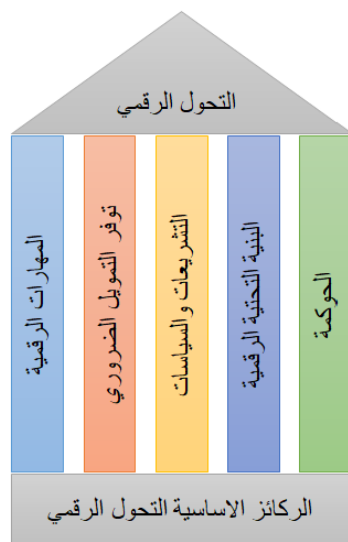 التحول الرقمي
الحوكمة
البنية التحتية الرقمية
التشريعات والسياسات
توفر التمويل الضروري
المهارات الرقمية
الركائز الاساسية التحول الرقمي